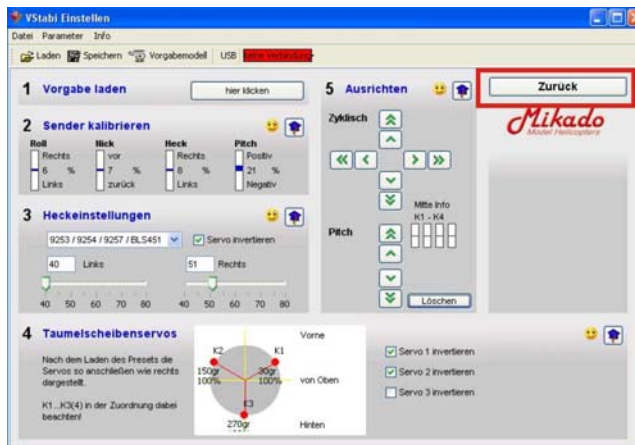 VStabi Einstellen
Datei Parameter Info
Laden Speichern Vorgabemodell USB keine Verbindung
1 Vorgabe laden
hier klicken
2 Sender kalibrieren
Roll Nick Heck Pitch
Rechts vor Rechts Positiv
6 % 7 % 8 % 21 %
Links zurück Links Negativ
3 Heckeinstellungen
9253 / 9254 / 9257 / BLS451
Servo invertieren
40 Links 51 Rechts
40 50 60 70 80 40 50 60 70 80
5 Ausrichten
Zyklisch
Mitte Info
K1 - K4
Pitch
Löschen
Zurück
Mikado
Model Helicopters
4 Taumelscheibenservos
Nach dem Laden des Presets die
Servos so anschließen wie rechts
dargestellt.
K1...K3(4) in der Zuordnung dabei
beachten!
Vorne
K2 K1
150gr 30gr
100% 100% von Oben
K3
270gr Hinten
Servo 1 invertieren
Servo 2 invertieren
Servo 3 invertieren